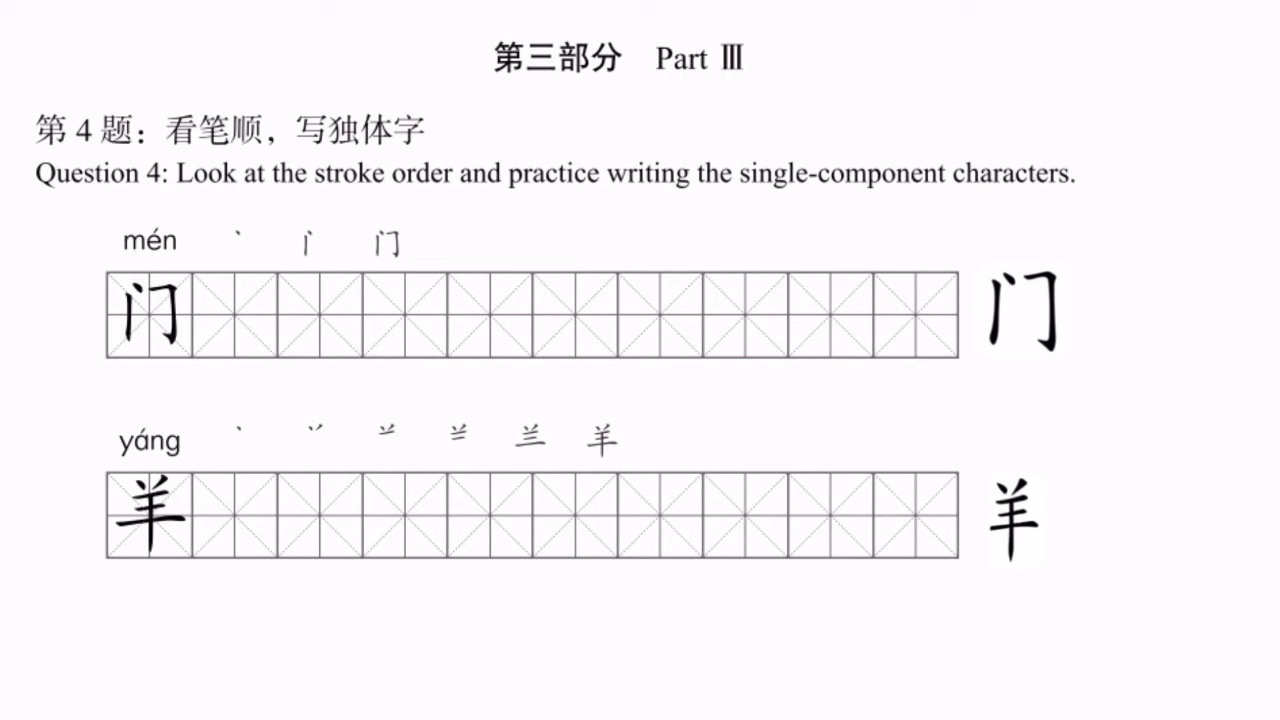 第三部分 Part Ⅲ
第 4 题：看笔顺，写独体字
Question 4: Look at the stroke order and practice writing the single-component characters.
mén 丶 门
门 门
yáng 丶 丷 兰 羊
羊 羊